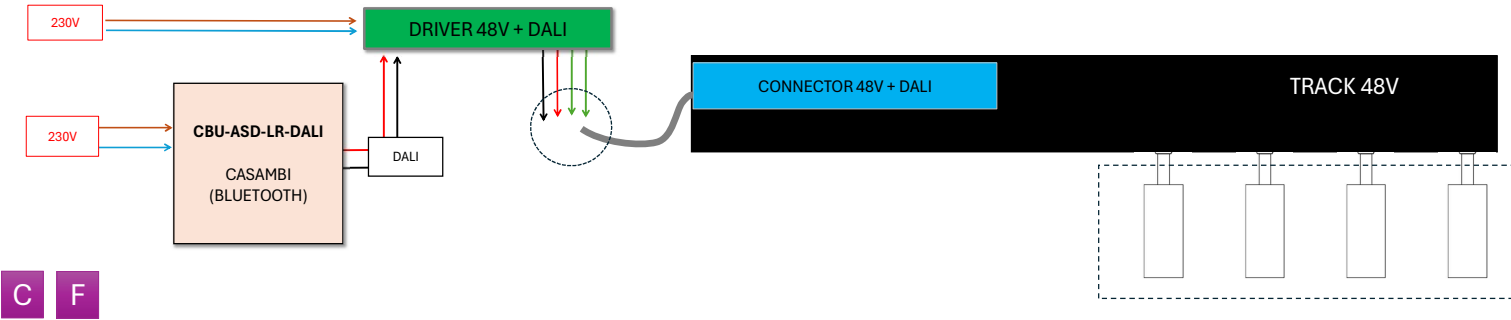 230V
DRIVER 48V + DALI
CONNECTOR 48V + DALI
TRACK 48V
230V
CBU-ASD-LR-DALI
CASAMBI
(BLUETOOTH)
DALI
C
F